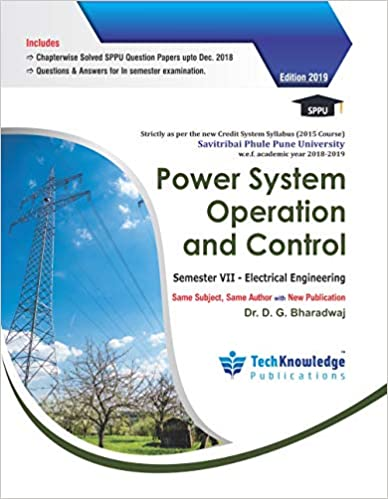 Includes
Chapterwise Solved SPPU Question Papers upto Dec. 2018
Questions & Answers for In semester examination.
Edition 2019
SPPU
Strictly as per the new Credit System Syllabus (2015 Course)
Savitribai Phule Pune University
w.e.f. academic year 2018-2019
Power System
Operation
and Control
Semester VII - Electrical Engineering
Same Subject, Same Author with New Publication
Dr. D. G. Bharadwaj
TechKnowledge™
Publications